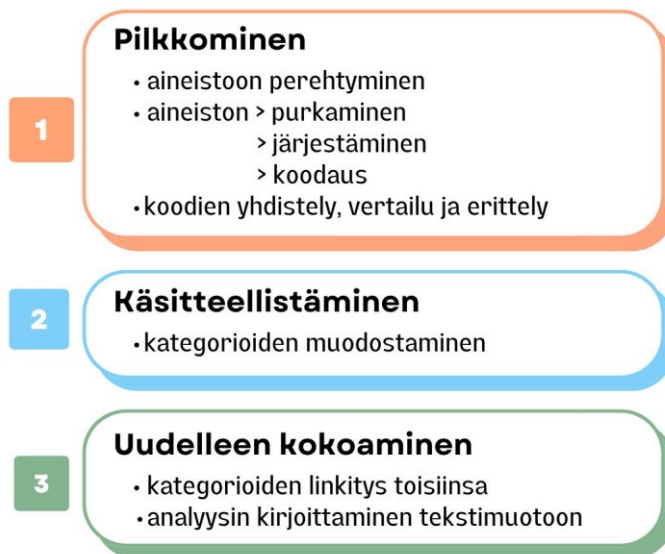 Pilkkominen
• aineistoon perehtyminen
• aineiston > purkaminen
> järjestäminen
> koodaus
• koodien yhdistely, vertailu ja erittely
1
Käsitteellistäminen
2
• kategorioiden muodostaminen
Uudelleen kokoaminen
3
• kategorioiden linkitys toisiinsa
• analyysin kirjoittaminen tekstimuotoon